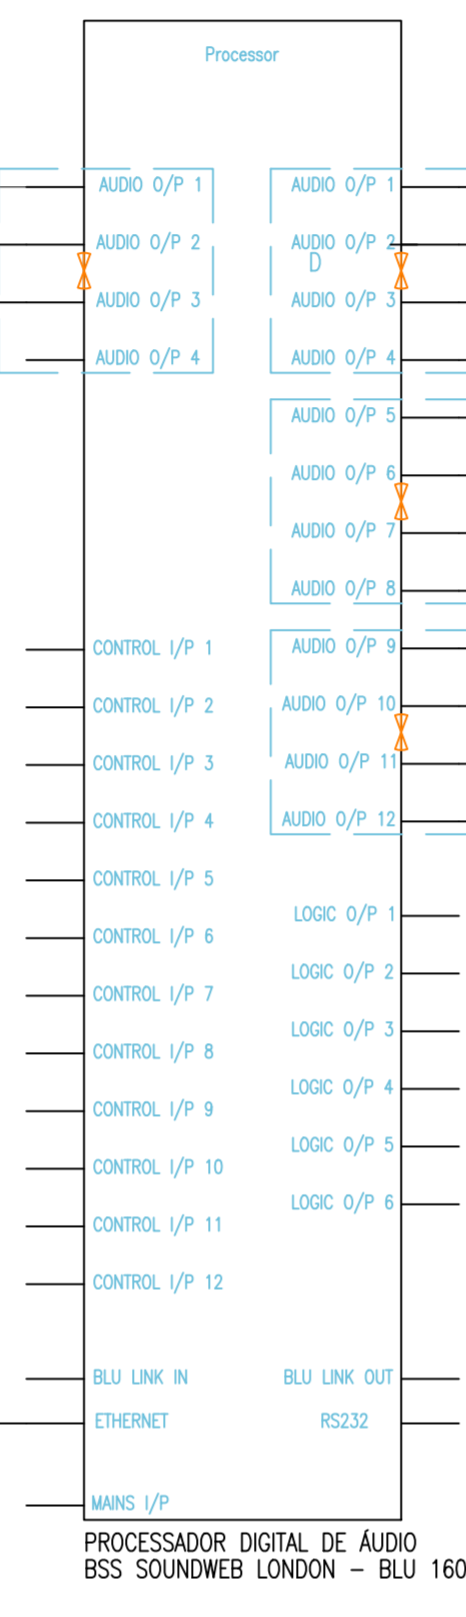 Processor
AUDIO O/P 1
AUDIO O/P 2
AUDIO O/P 3
AUDIO O/P 4
AUDIO O/P 1
AUDIO O/P 2
D
AUDIO O/P 3
AUDIO O/P 4
AUDIO O/P 5
AUDIO O/P 6
AUDIO O/P 7
AUDIO O/P 8
AUDIO O/P 9
AUDIO O/P 10
AUDIO O/P 11
AUDIO O/P 12
CONTROL I/P 1
CONTROL I/P 2
CONTROL I/P 3
CONTROL I/P 4
CONTROL I/P 5
CONTROL I/P 6
CONTROL I/P 7
CONTROL I/P 8
CONTROL I/P 9
CONTROL I/P 10
CONTROL I/P 11
CONTROL I/P 12
LOGIC O/P 1
LOGIC O/P 2
LOGIC O/P 3
LOGIC O/P 4
LOGIC O/P 5
LOGIC O/P 6
BLU LINK IN
ETHERNET
MAINS I/P
BLU LINK OUT
RS232
PROCESSADOR DIGITAL DE ÁUDIO
BSS SOUNDWEB LONDON – BLU 160